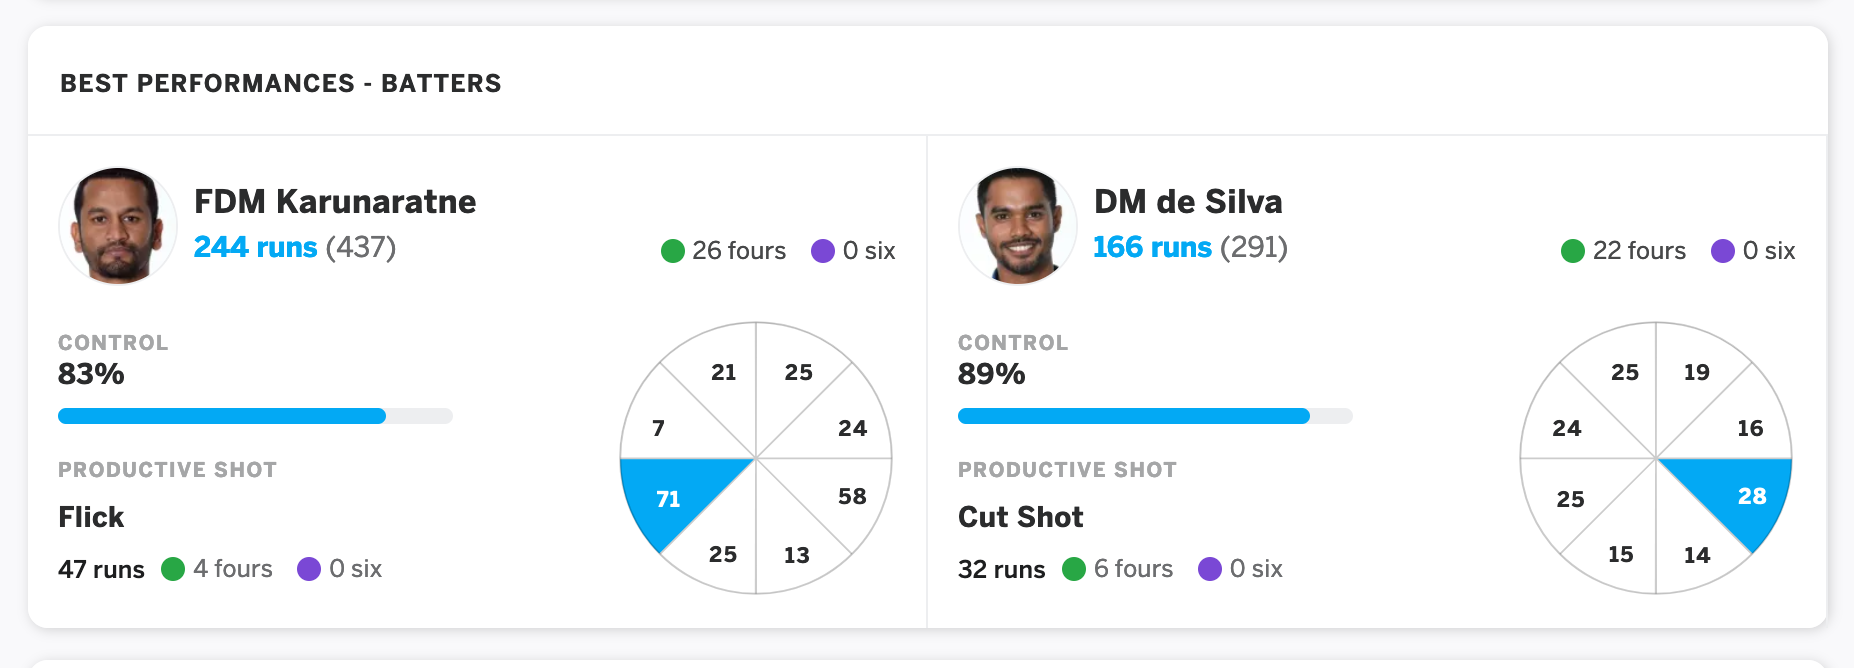 BEST PERFORMANCES - BATTERS
FDM Karunaratne
244 runs (437)
26 fours
0 six
CONTROL
83%
PRODUCTIVE SHOT
Flick
47 runs
4 fours
0 six
21
25
7
24
71
58
25
13
DM de Silva
166 runs (291)
22 fours
0 six
CONTROL
89%
PRODUCTIVE SHOT
Cut Shot
32 runs
6 fours
0 six
25
19
24
16
25
28
15
14